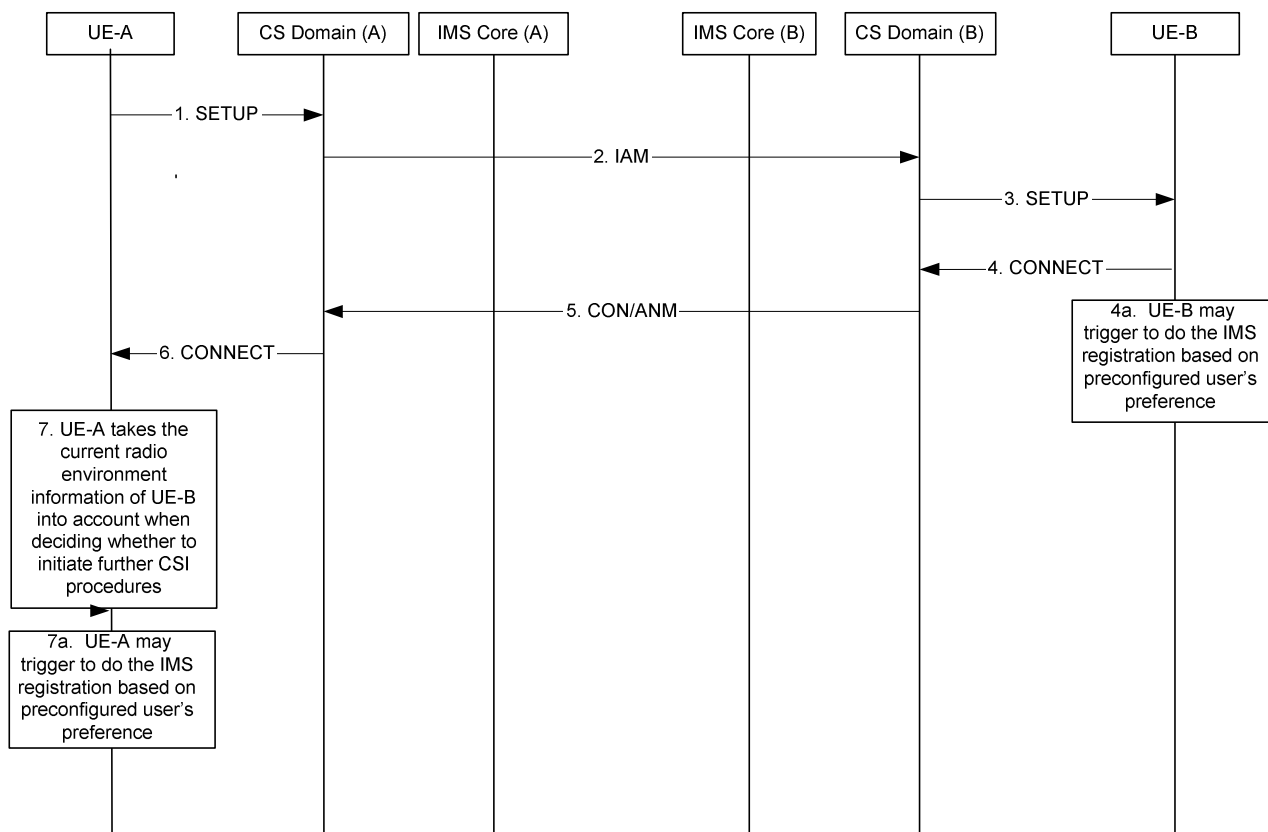 UE-A
CS Domain (A)
IMS Core (A)
IMS Core (B)
CS Domain (B)
UE-B
1. SETUP
2. IAM
3. SETUP
4. CONNECT
5. CON/ANM
4a. UE-B may
trigger to do the IMS
registration based on
preconfigured user's
preference
6. CONNECT
7. UE-A takes the
current radio
environment
information of UE-B
into account when
deciding whether to
initiate further CSI
procedures
7a. UE-A may
trigger to do the IMS
registration based on
preconfigured user's
preference